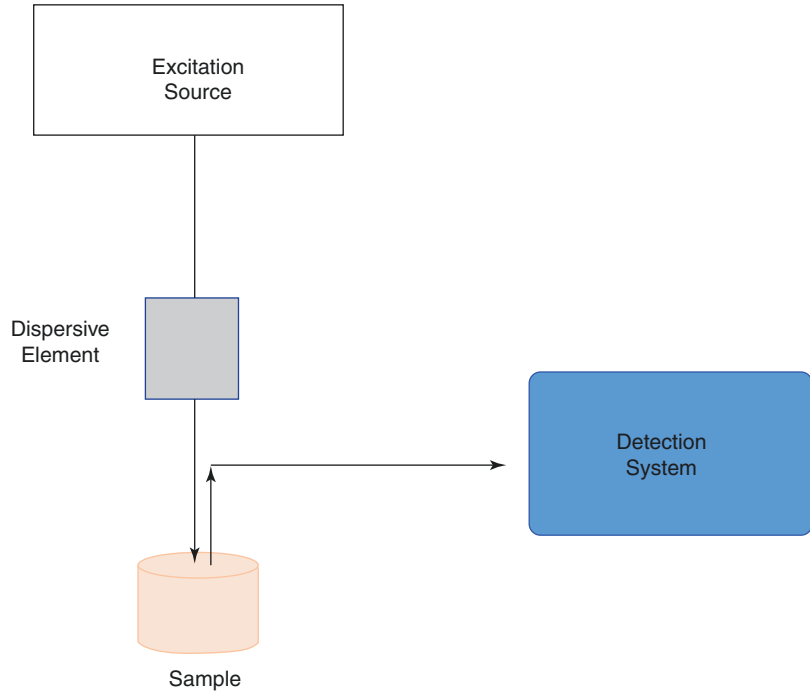 Excitation
Source
Dispersive
Element
Detection
System
Sample